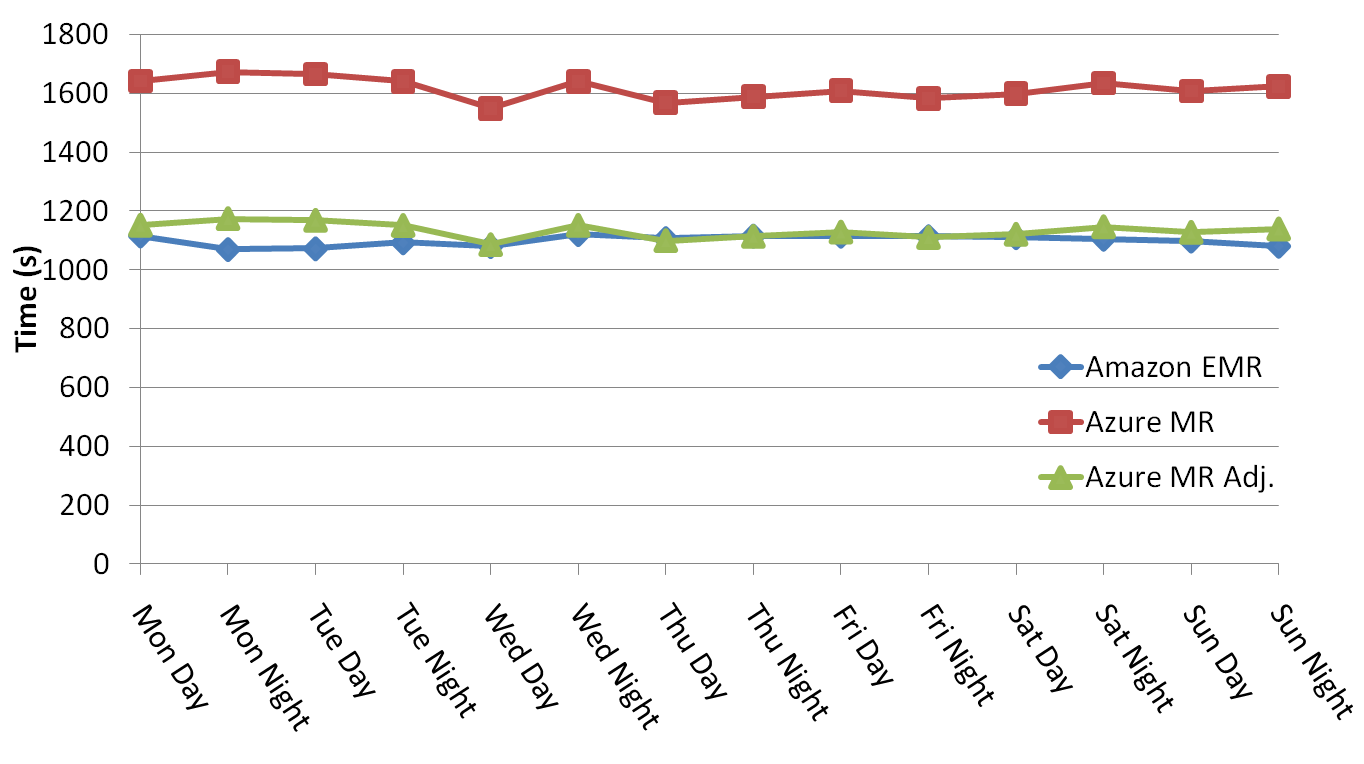 1800
1600
1400
1200
1000
800
600
400
200
0
Time (s)
Amazon EMR
Azure MR
Azure MR Adj.
Mon Day
Mon Night
Tue Day
Tue Night
Wed Day
Wed Night
Thu Day
Thu Night
Fri Day
Fri Night
Sat Day
Sat Night
Sun Day
Sun Night